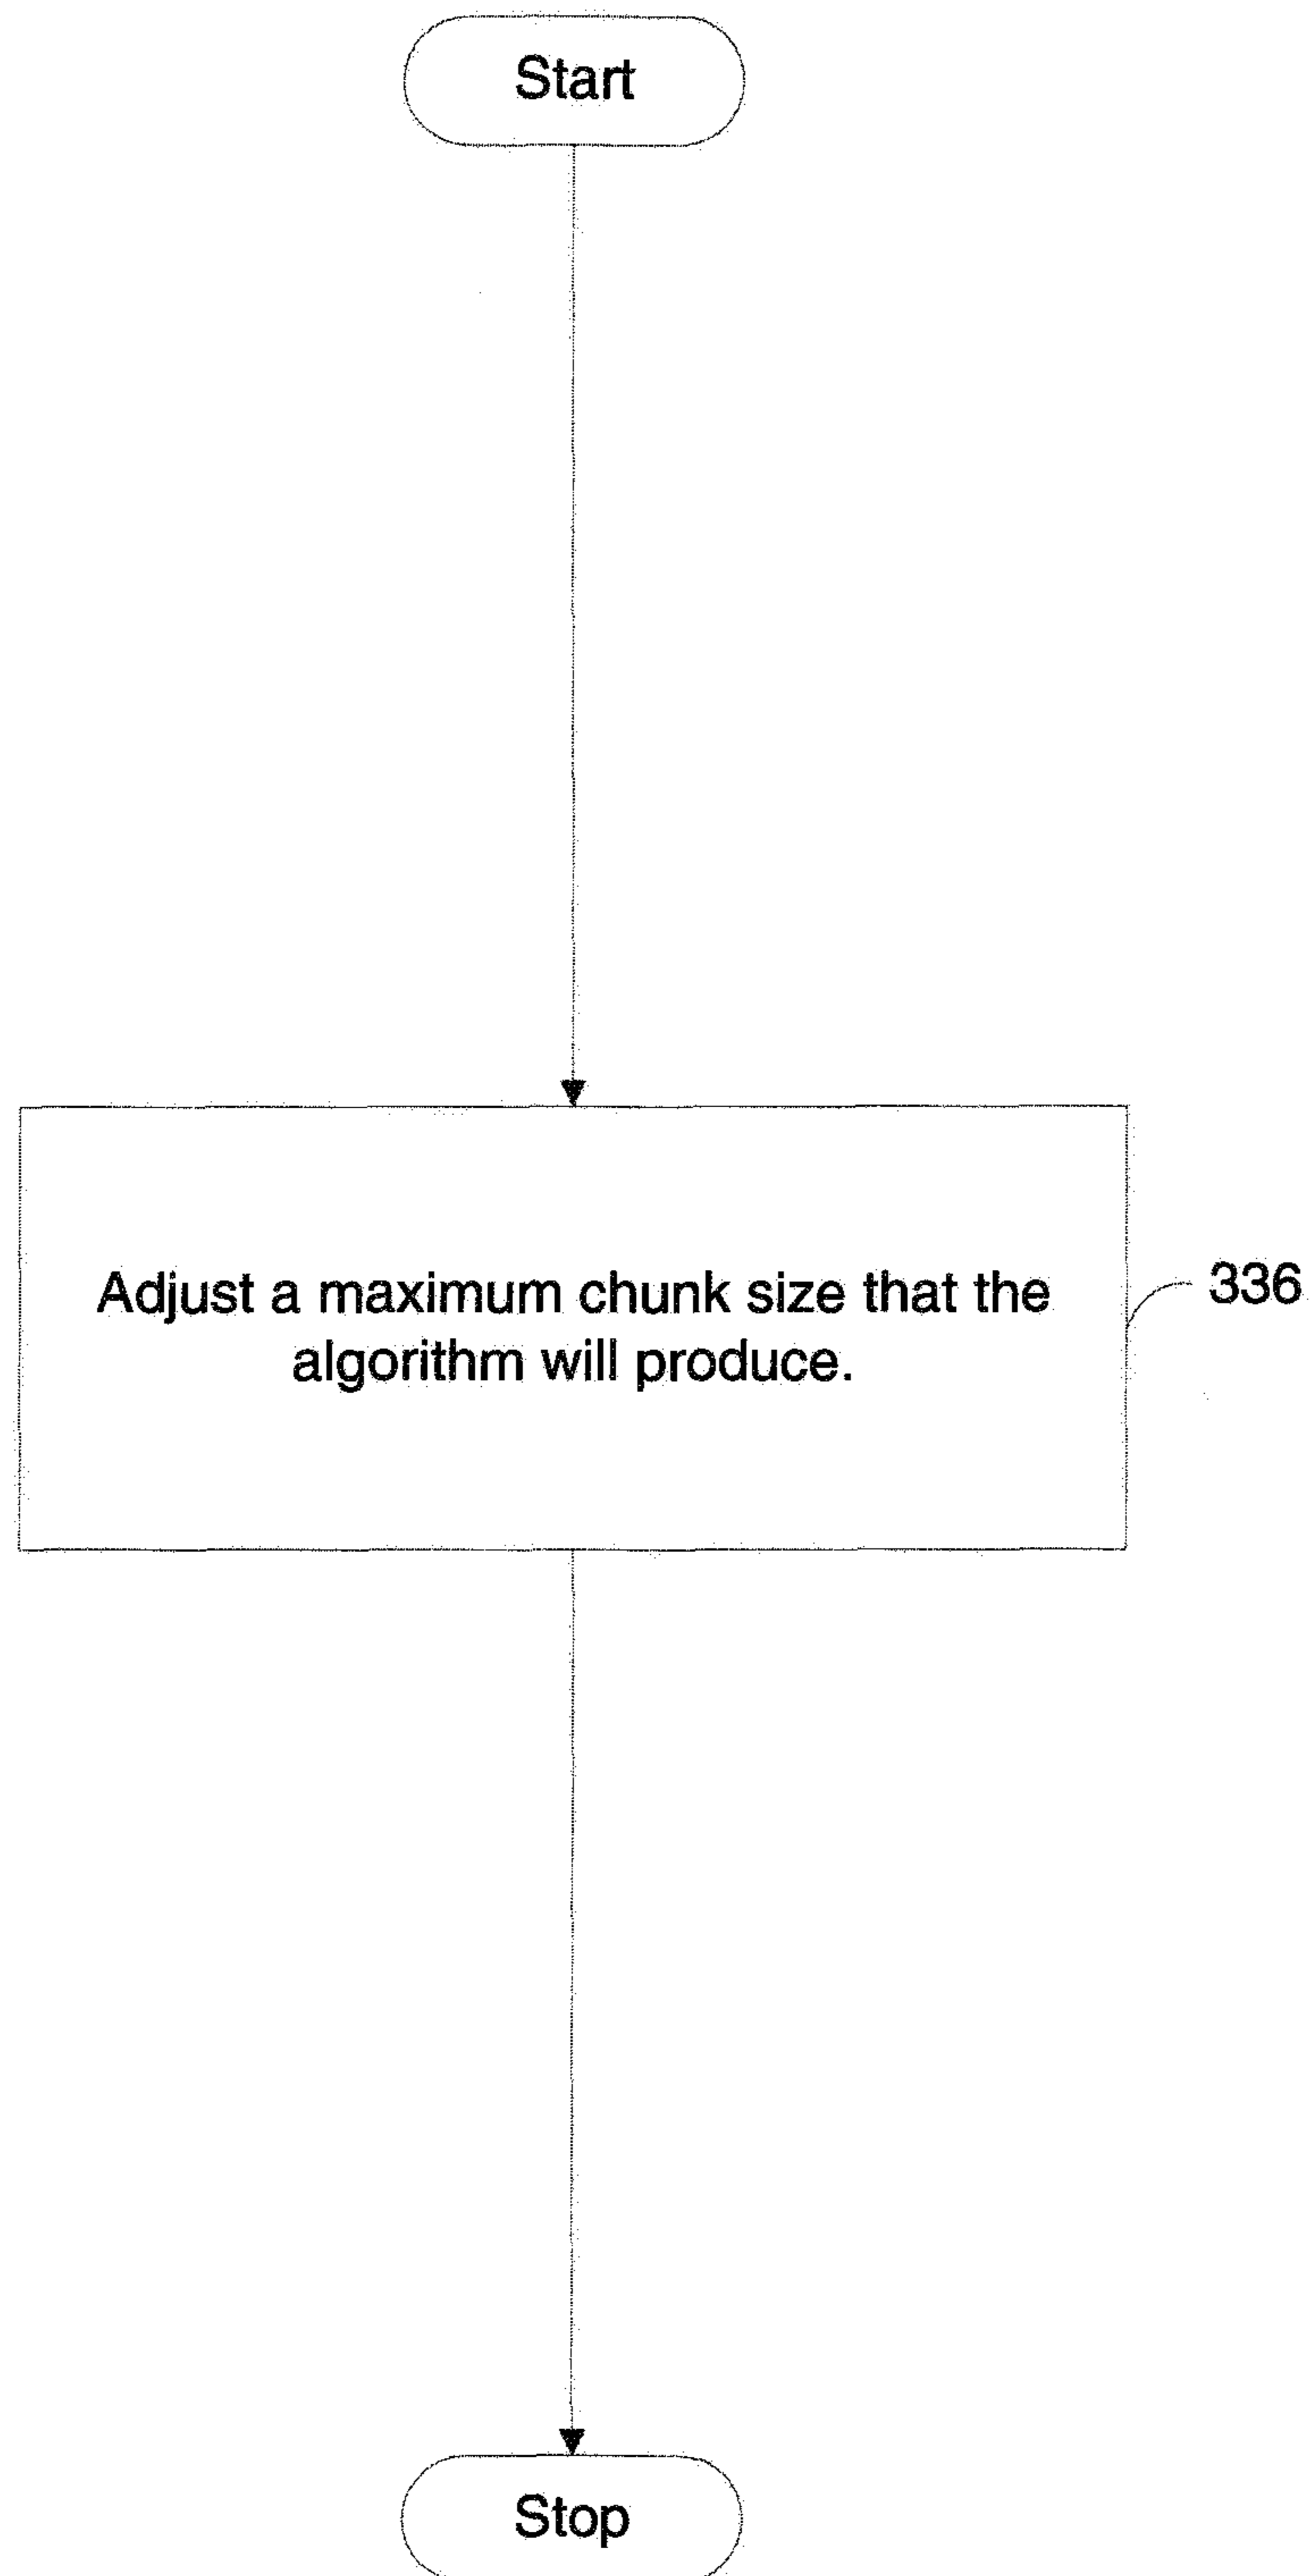 Start
Adjust a maximum chunk size that the
algorithm will produce.
336
Stop